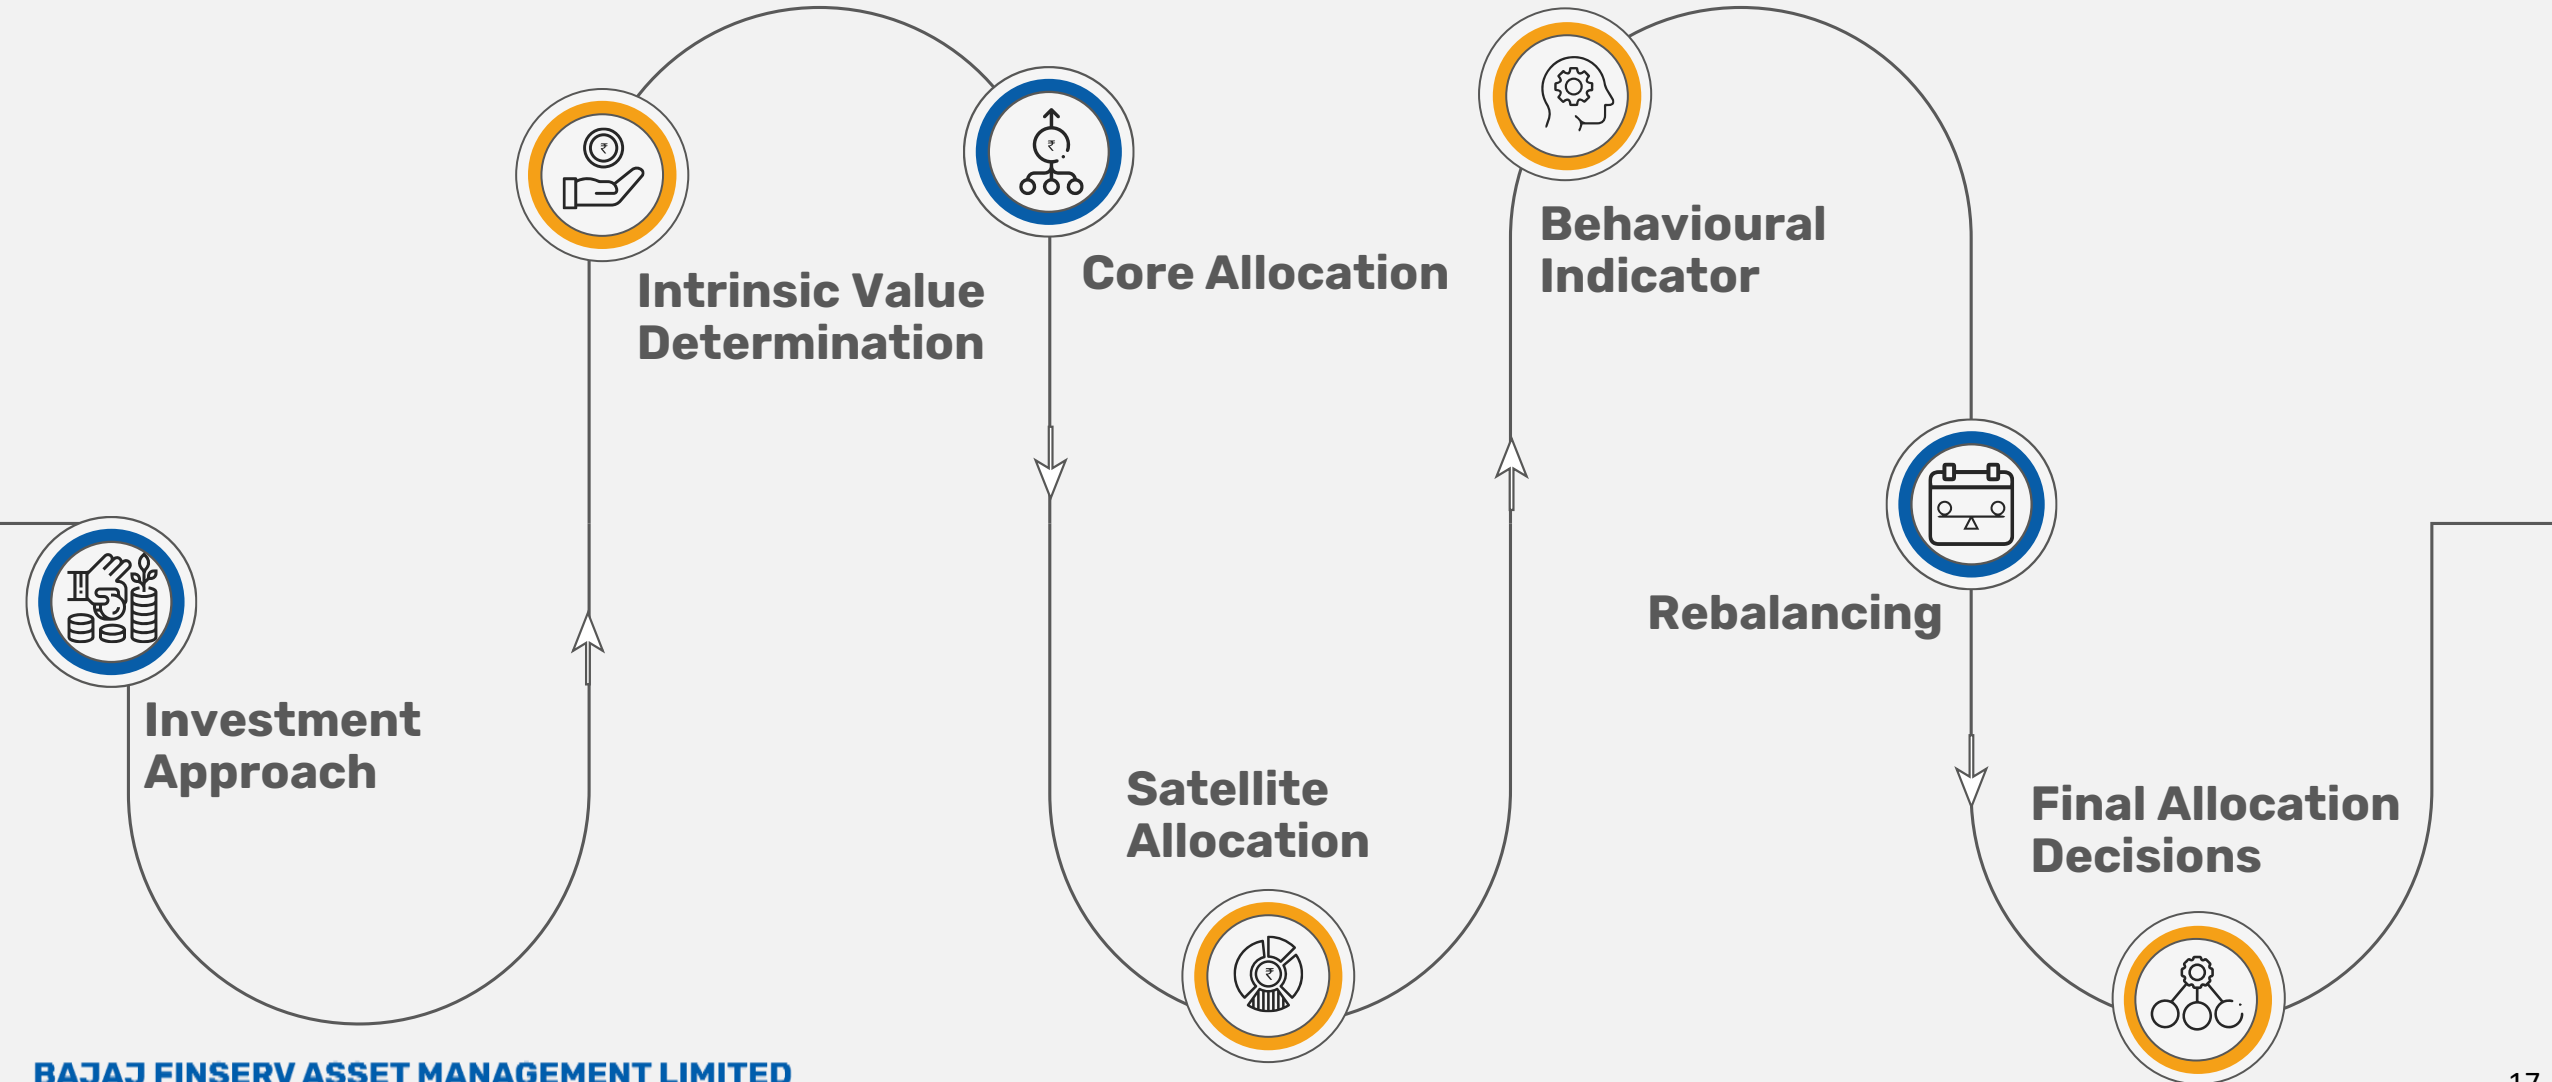 Investment
Approach
Intrinsic Value
Determination
Core Allocation
Satellite
Allocation
Behavioural
Indicator
Rebalancing
Final Allocation
Decisions
₹
₹
₹
BAJAJ FINSERV ASSET MANAGEMENT LIMITED
17